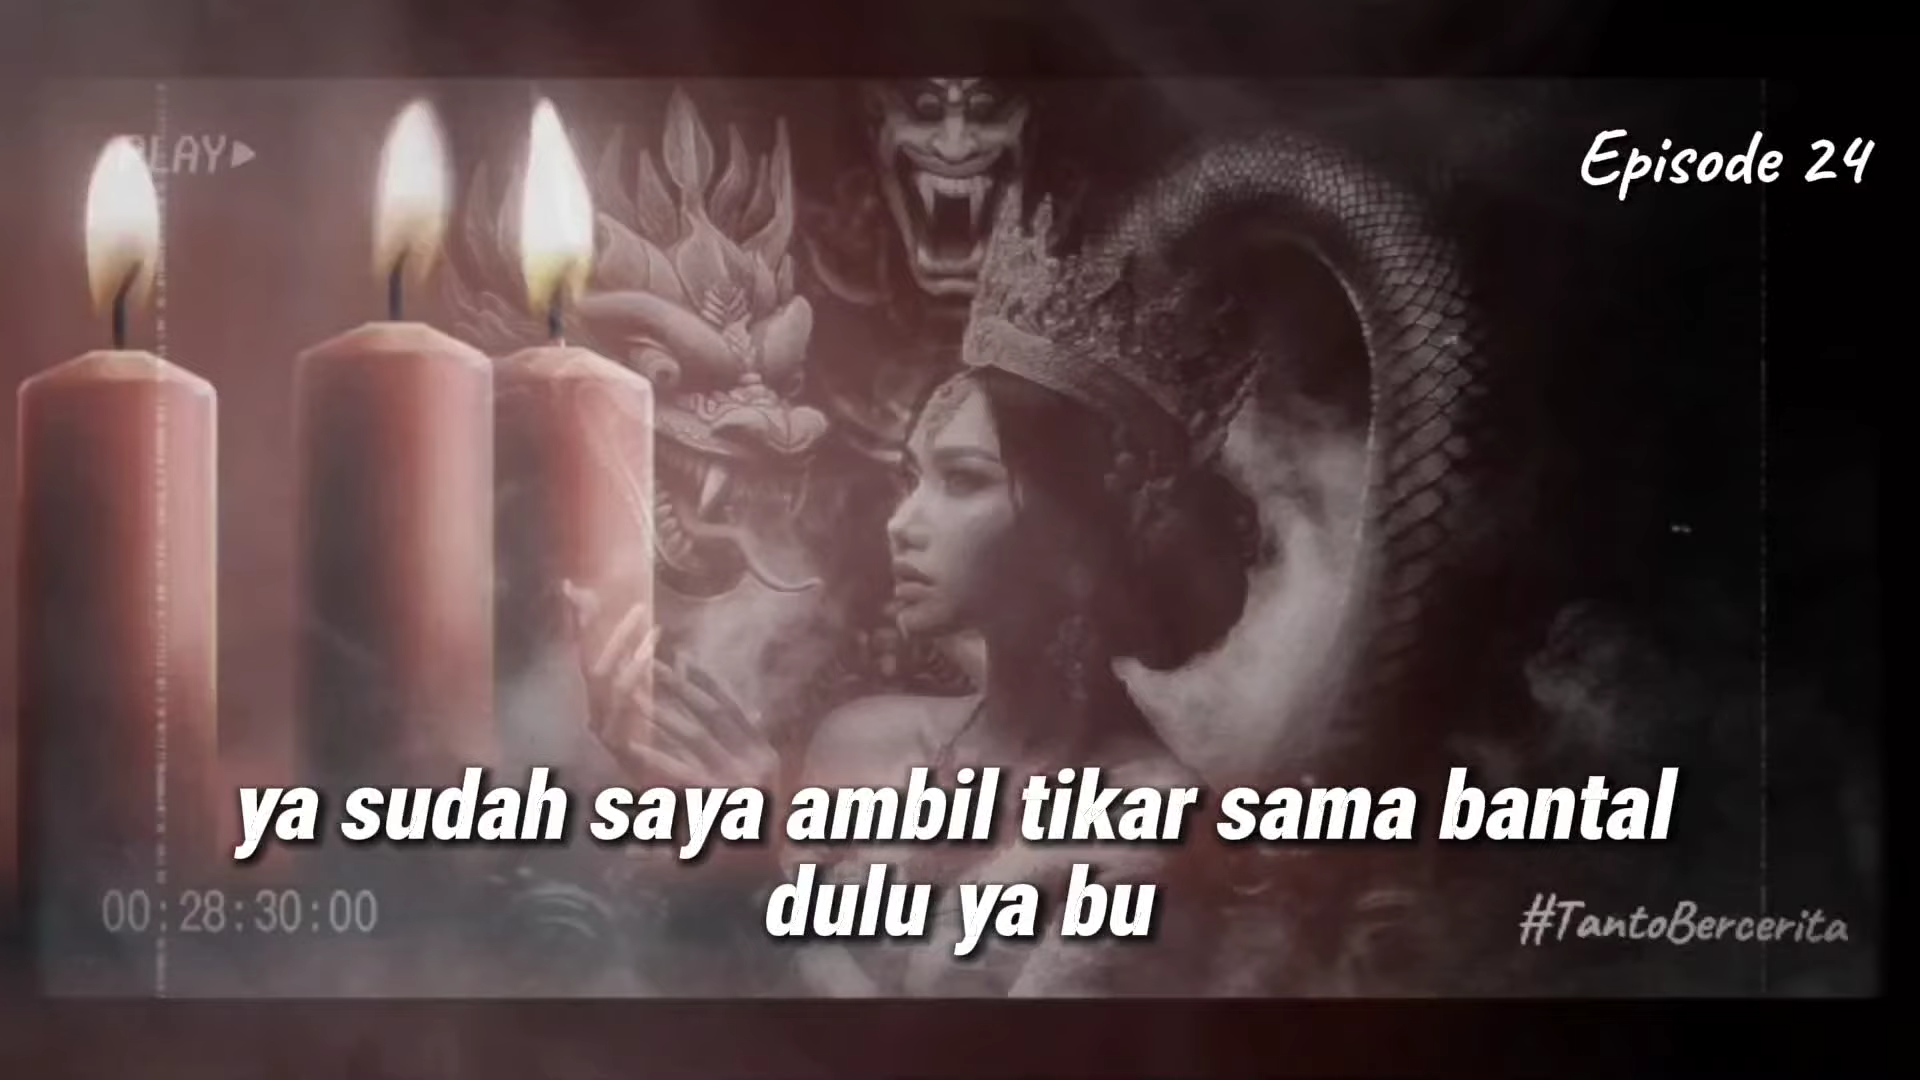 PLAY▶
Episode 24
ya sudah saya ambil tikar sama bantal
dulu ya bu
00:28:30:00
#TantoBercerita